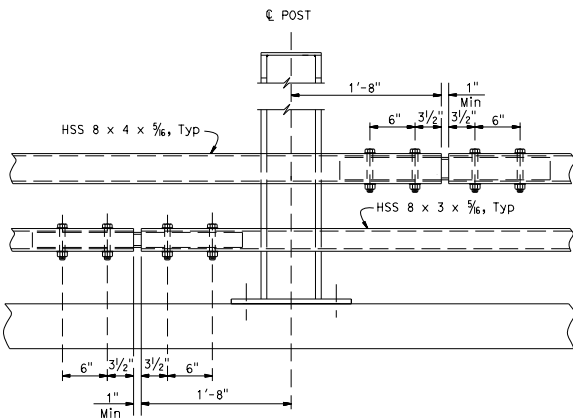 ℄ POST
1'-8"
1"
Min
6"
3½"
3½"
6"
HSS 8 x 4 x 5⁄16, Typ
HSS 8 x 3 x 5⁄16, Typ
6"
3½"
3½"
6"
1"
Min
1'-8"